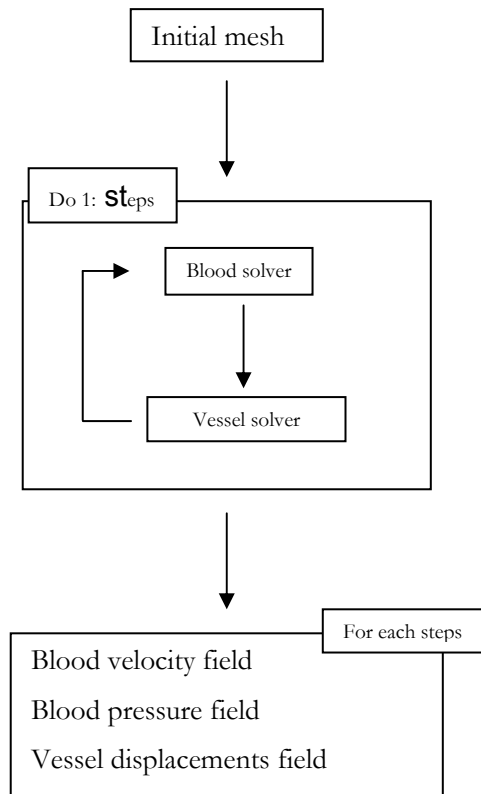 Initial mesh
Do 1: steps
Blood solver
Vessel solver
For each steps
Blood velocity field
Blood pressure field
Vessel displacements field